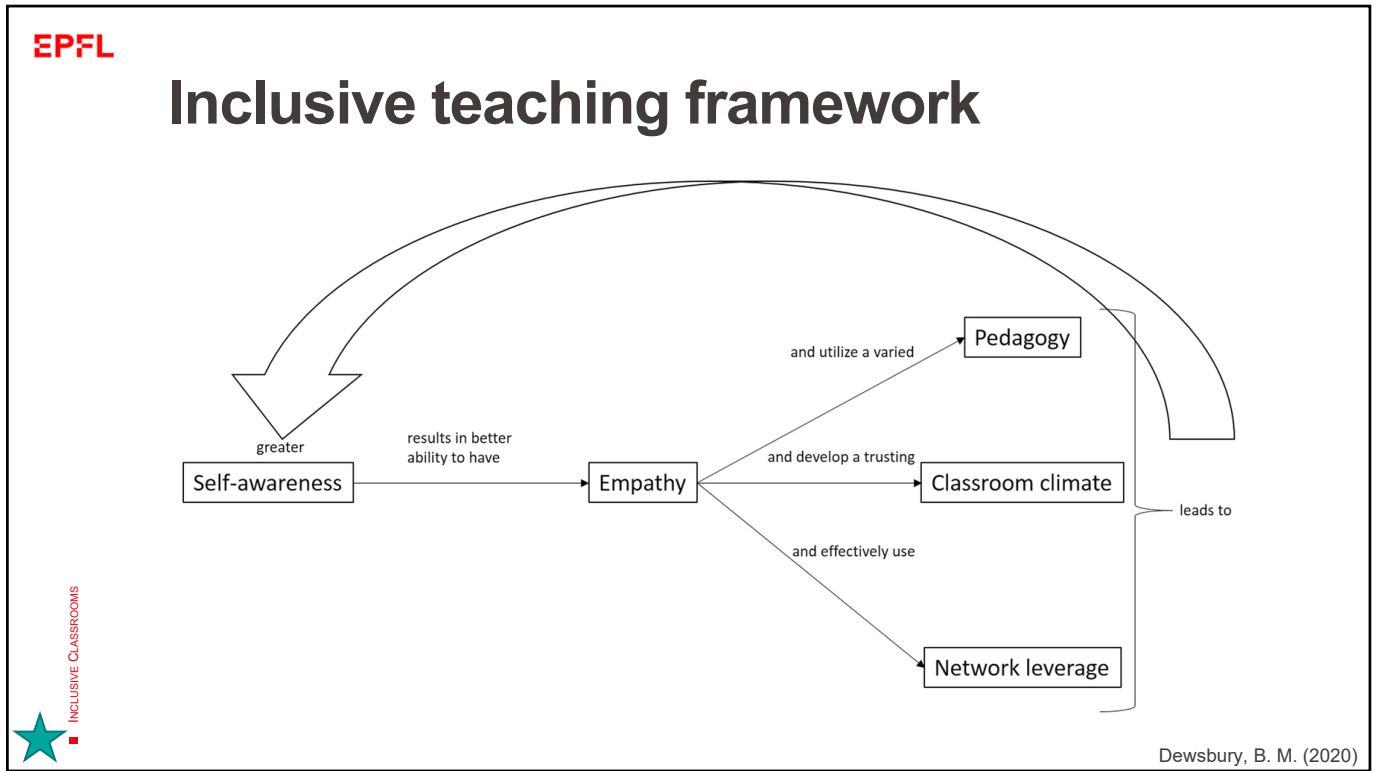 EPFL
Inclusive teaching framework
and utilize a varied
Pedagogy
greater
results in better
ability to have
and develop a trusting
Self-awareness
Empathy
Classroom climate
leads to
and effectively use
Network leverage
INCLUSIVE CLASSROOMS
Dewsbury, B. M. (2020)